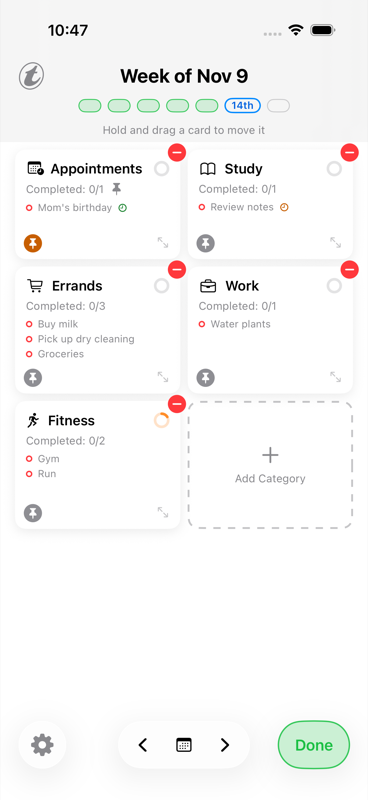 10:47
t
Week of Nov 9
14th
Hold and drag a card to move it
Appointments
Completed: 0/1
Mom's birthday
Study
Completed: 0/1
Review notes
Errands
Completed: 0/3
Buy milk
Pick up dry cleaning
Groceries
Work
Completed: 0/1
Water plants
Fitness
Completed: 0/2
Gym
Run
Add Category
Done